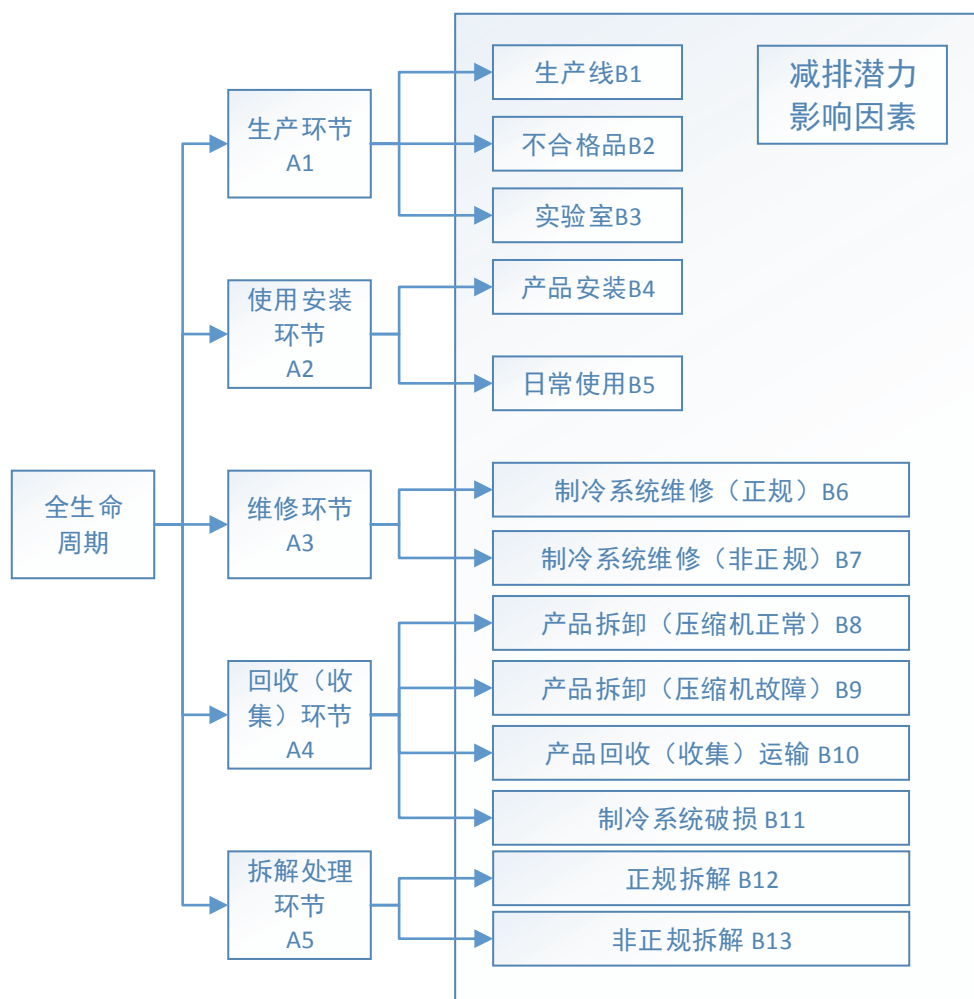 减排潜力
影响因素
全生命
周期
生产环节
A1
生产线B1
不合格品B2
实验室B3
使用安装
环节
A2
产品安装B4
日常使用B5
维修环节
A3
制冷系统维修（正规）B6
制冷系统维修（非正规）B7
回收（收
集）环节
A4
产品拆卸（压缩机正常）B8
产品拆卸（压缩机故障）B9
产品回收（收集）运输 B10
制冷系统破损 B11
拆解处理
环节
A5
正规拆解 B12
非正规拆解 B13